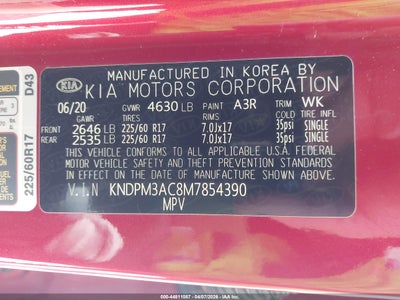 MANUFACTURED IN KOREA BY
KIA
KIA MOTORS CORPORATION
06/20 GVWR 4630 LB PAINT A3R TRIM WK
TIRE RIM COLD TIRE INFL
FRONT 2646 LB 225/60 R17 7.0Jx17 35psi SINGLE
REAR 2535 LB 225/60 R17 7.0Jx17 35psi SINGLE
THIS VEHICLE CONFORMS TO ALL APPLICABLE U.S.A. FEDERAL
MOTOR VEHICLE SAFETY AND THEFT PREVENTION STANDARDS
IN EFFECT ON THE DATE OF MANUFACTURE SHOWN ABOVE.
V.I.N KNDPM3AC8M7854390
MPV
225/60R17 D43